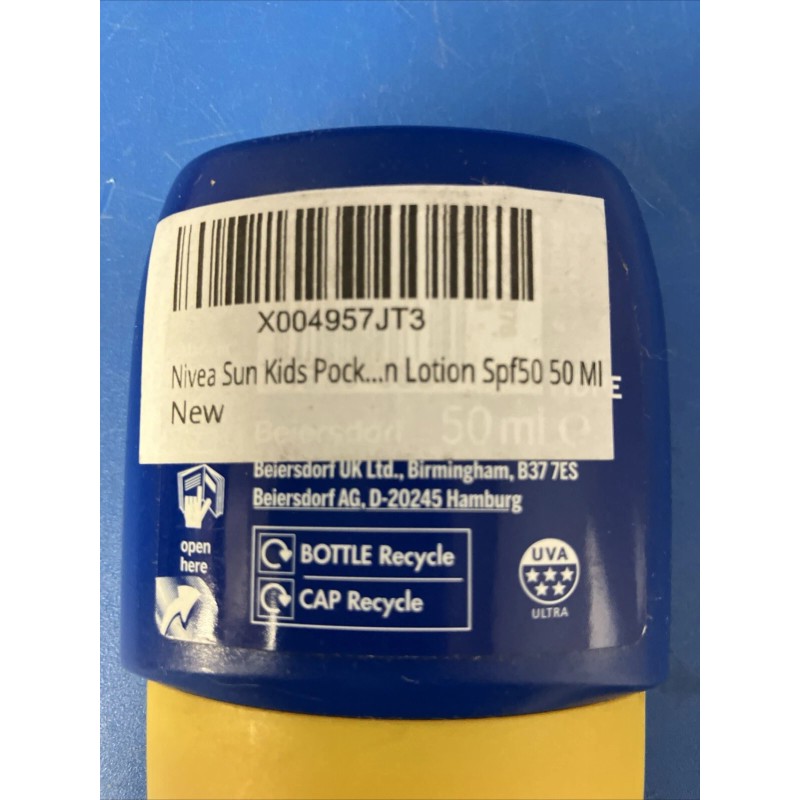 X004957JT3
Nivea Sun Kids Pock...n Lotion Spf50 50 Ml
New
Beiersdorf 50 ml ℮
Beiersdorf UK Ltd., Birmingham, B37 7ES
Beiersdorf AG, D-20245 Hamburg
open
here
BOTTLE Recycle
CAP Recycle
UVA
ULTRA